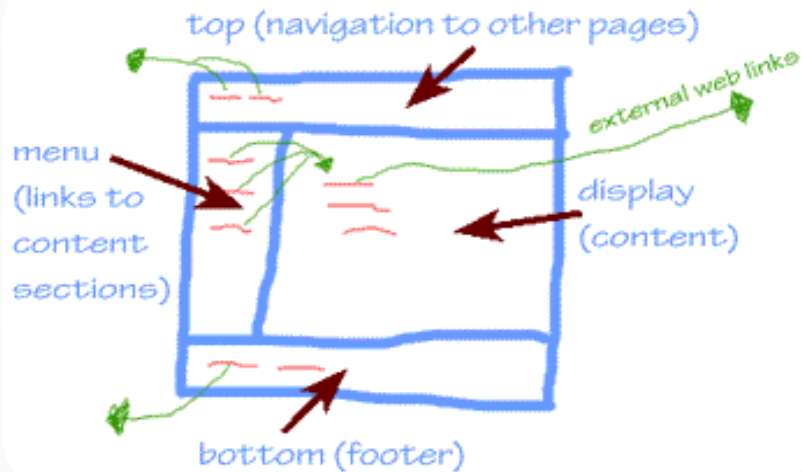 top (navigation to other pages)
external web links
menu
(links to
content
sections)
display
(content)
bottom (footer)